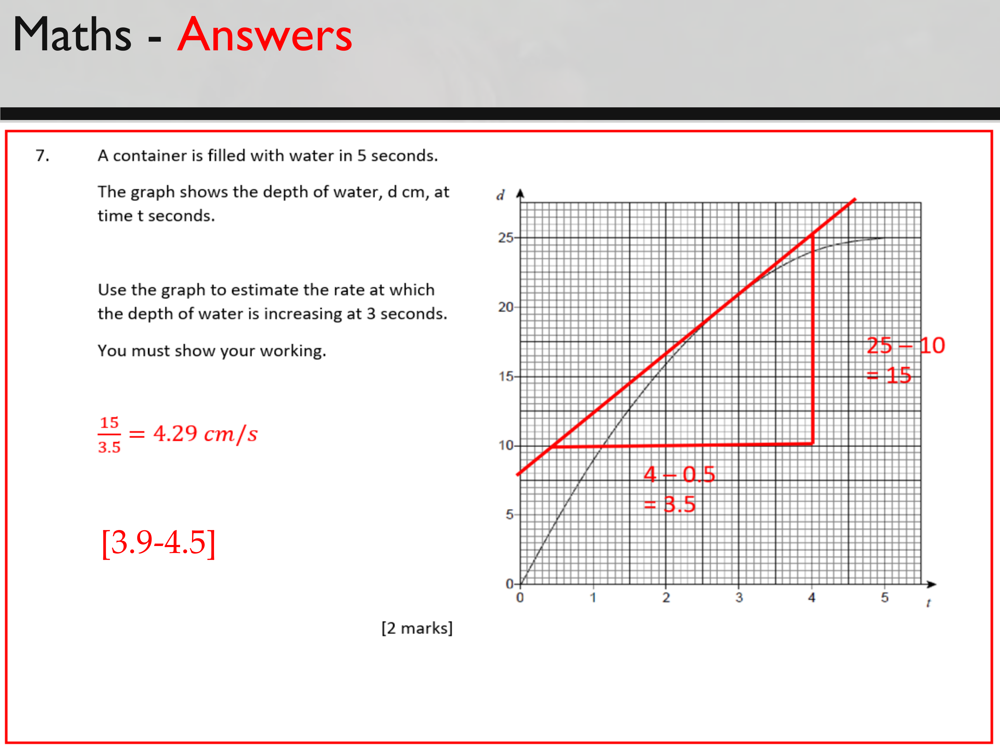 Maths - Answers
7. A container is filled with water in 5 seconds.
The graph shows the depth of water, d cm, at
time t seconds.
Use the graph to estimate the rate at which
the depth of water is increasing at 3 seconds.
You must show your working.
15
3.5
= 4.29 cm/s
[3.9-4.5]
[2 marks]
d
25
20
15
10
5
0
0 1 2 3 4 5
t
25 – 10
= 15
4 – 0.5
= 3.5